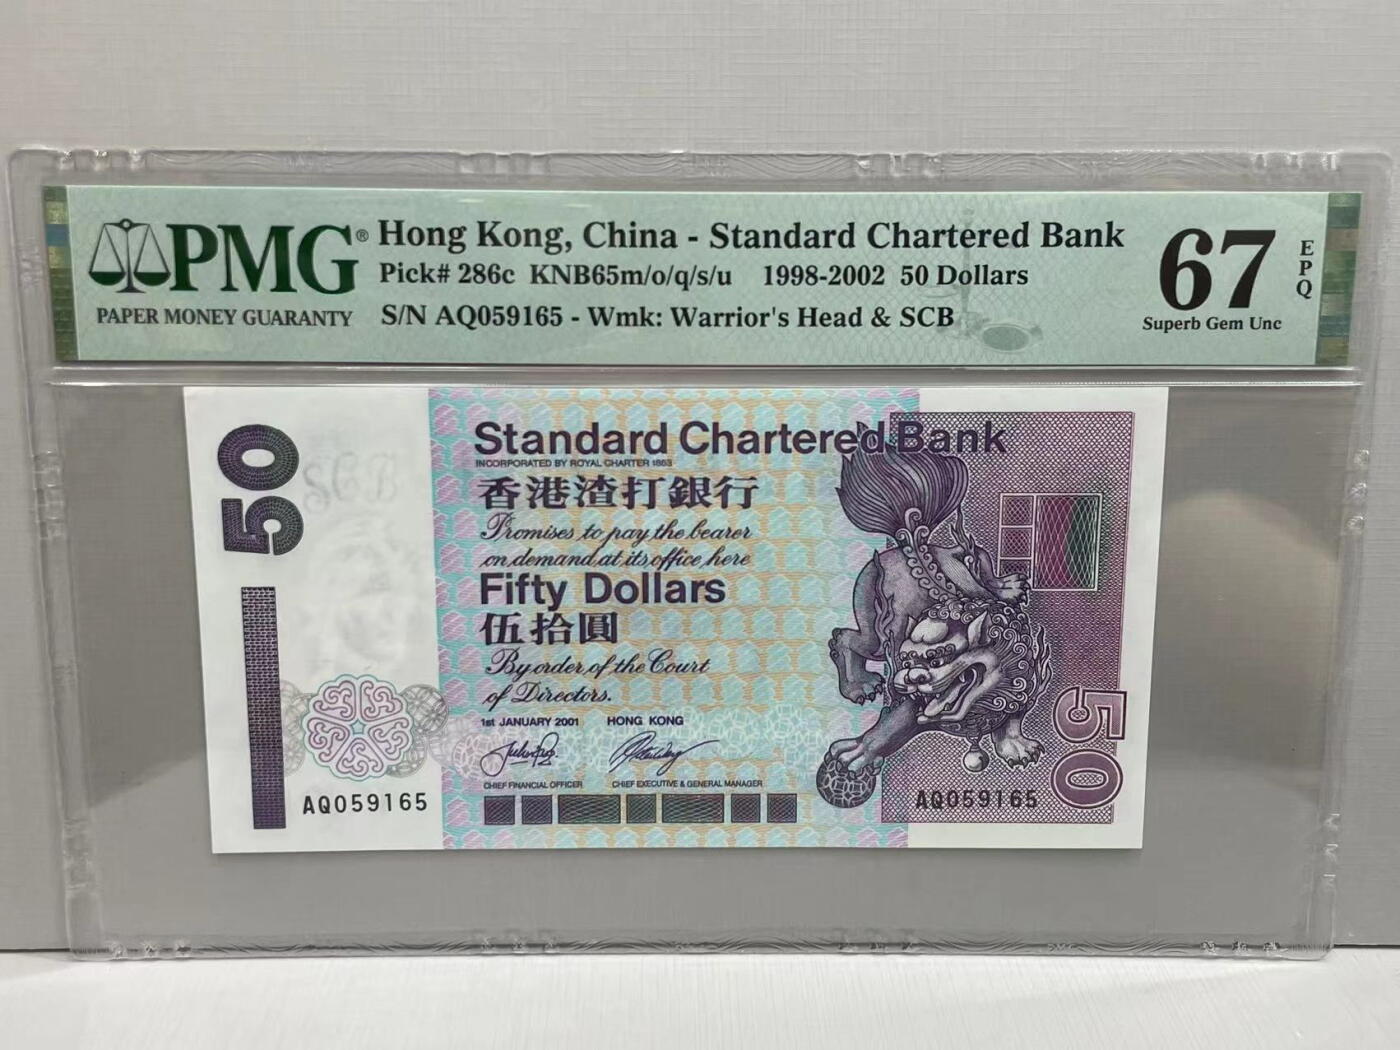 PMG®
PAPER MONEY GUARANTY
Hong Kong, China - Standard Chartered Bank
Pick# 286c KNB65m/o/q/s/u 1998-2002 50 Dollars
S/N AQ059165 - Wmk: Warrior's Head & SCB
67
EPQ
Superb Gem Unc
50
Standard Chartered Bank
INCORPORATED BY ROYAL CHARTER 1853
香港渣打銀行
Promises to pay the bearer
on demand at its office here
Fifty Dollars
伍拾圓
By order of the Court
of Directors.
1st JANUARY 2001 HONG KONG
CHIEF FINANCIAL OFFICER CHIEF EXECUTIVE & GENERAL MANAGER
AQ059165
AQ059165
50
SCB